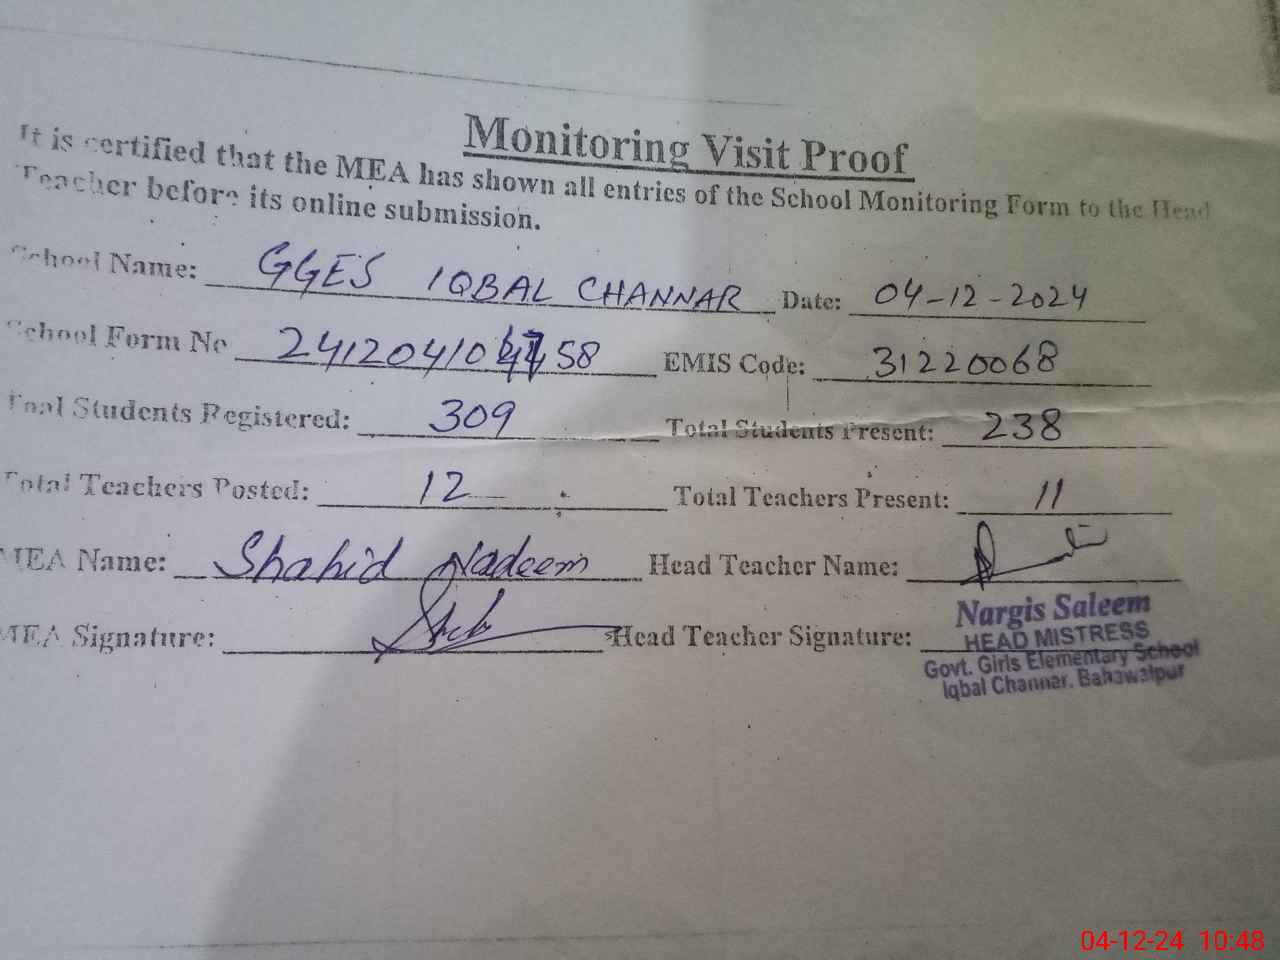 Monitoring Visit Proof
It is certified that the MEA has shown all entries of the School Monitoring Form to the Head
Teacher before its online submission.
School Name: GGES IQBAL CHANNAR Date: 04-12-2024
School Form No EMIS Code: 31220068
Toal Students Registered: 309 Total Students Present: 238
Total Teachers Posted: 12 Total Teachers Present: 11
MEA Name: Shahid Nadeem Head Teacher Name:
MEA Signature: Head Teacher Signature:
Nargis Saleem
HEAD MISTRESS
Govt. Girls Elementary School
Iqbal Channar. Bahawalpur
04-12-24 10:48